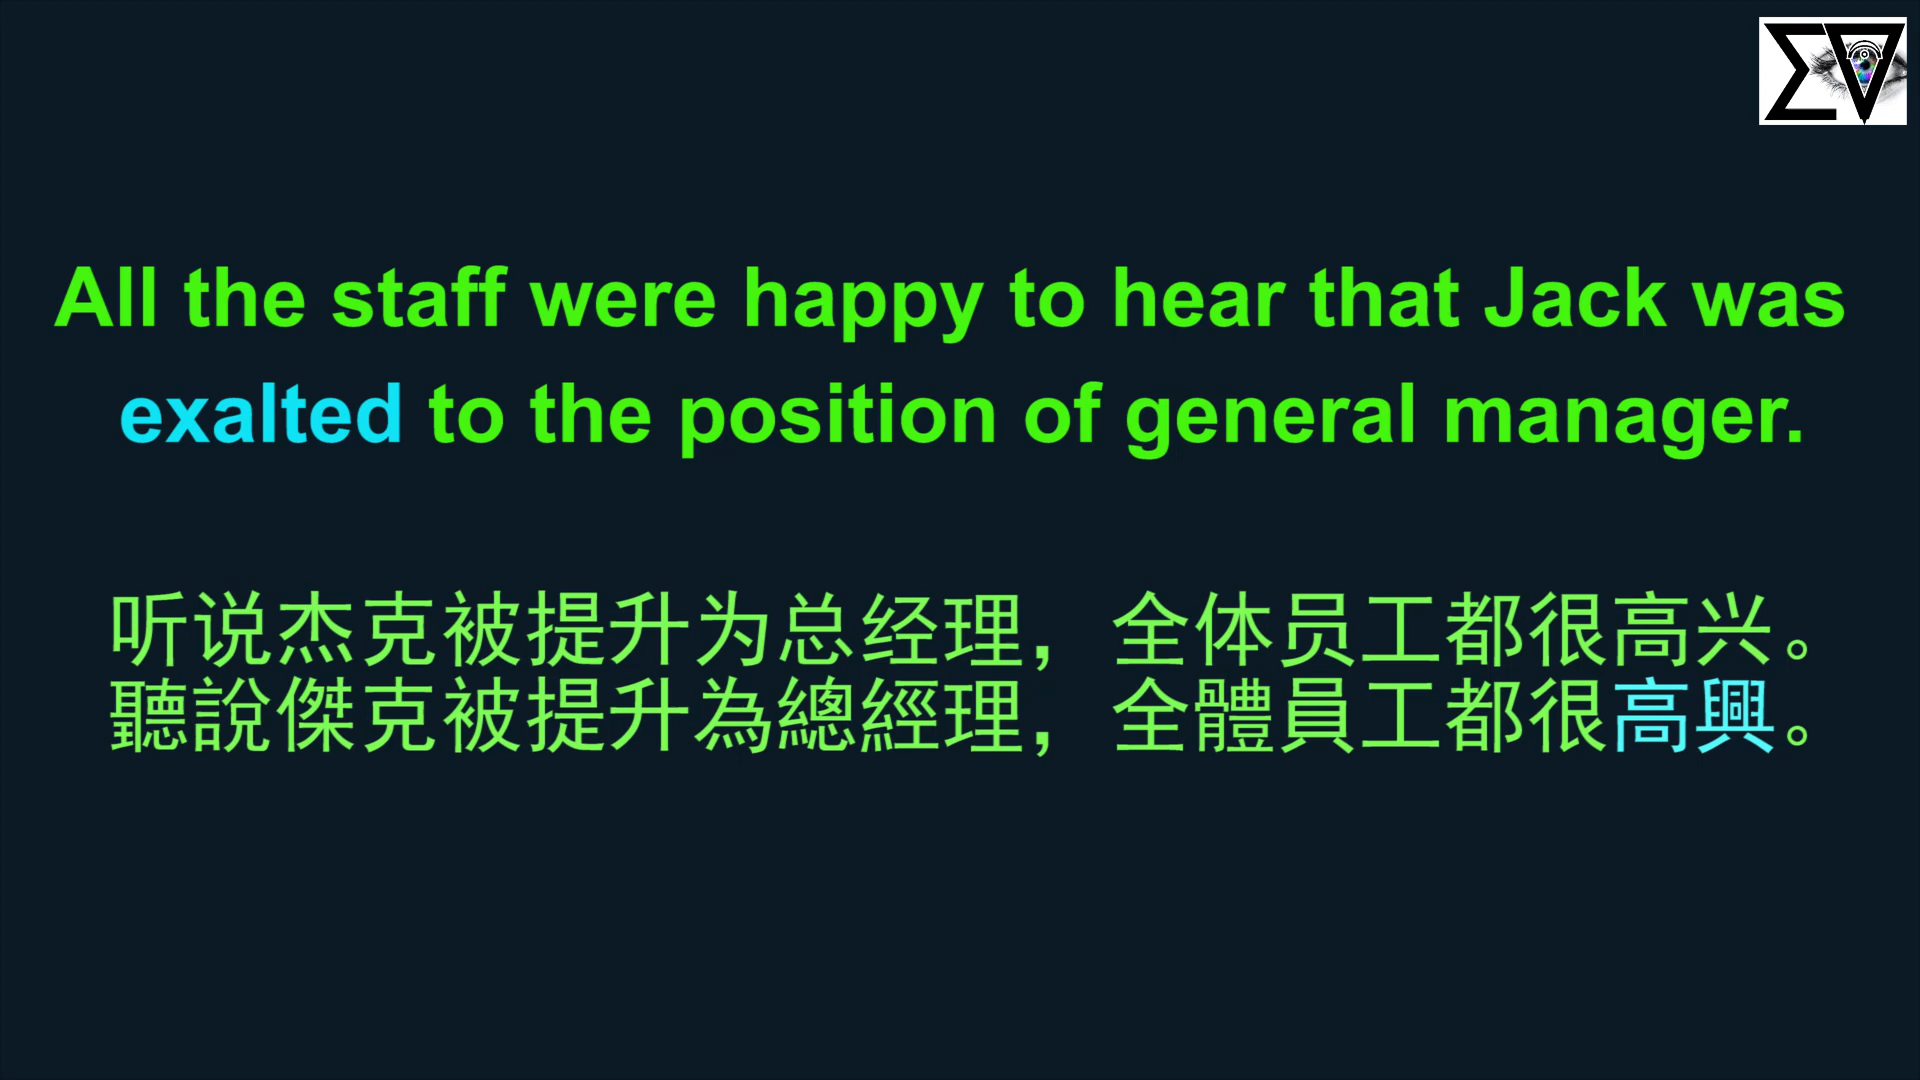 All the staff were happy to hear that Jack was
exalted to the position of general manager.
听说杰克被提升为总经理，全体员工都很高兴。
聽說傑克被提升為總經理，全體員工都很高興。